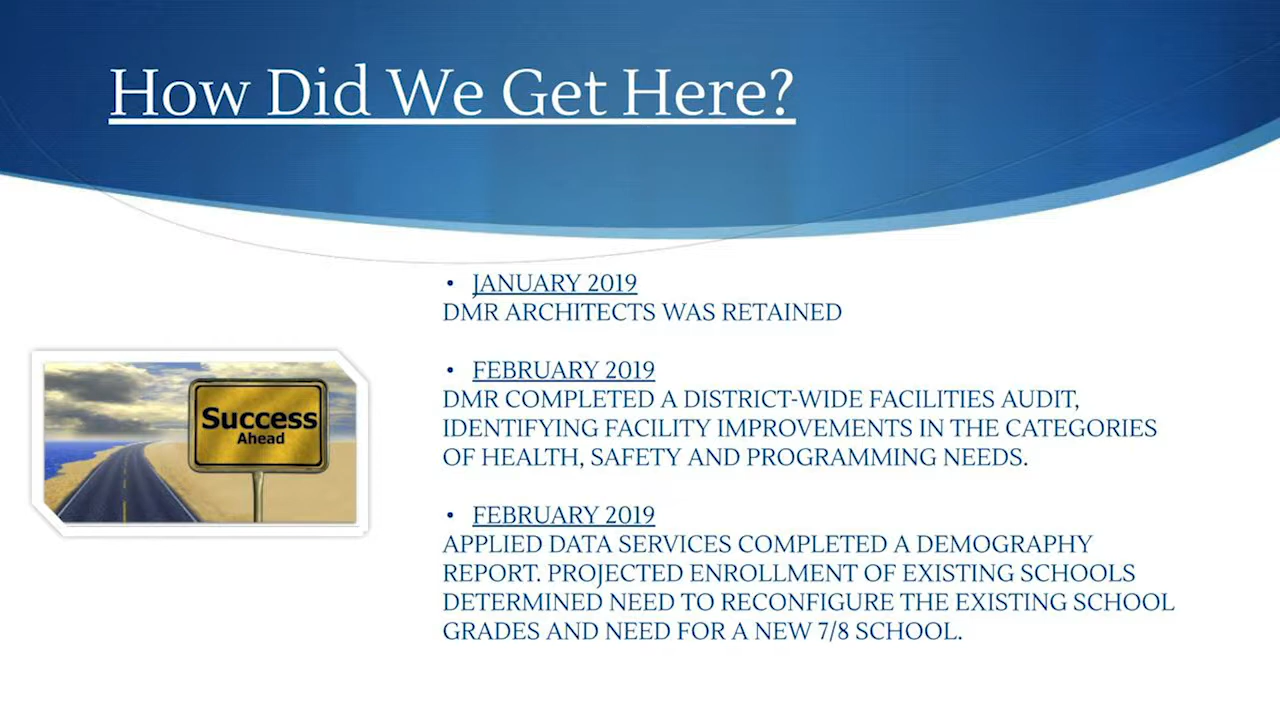 How Did We Get Here?
• JANUARY 2019
DMR ARCHITECTS WAS RETAINED
• FEBRUARY 2019
DMR COMPLETED A DISTRICT-WIDE FACILITIES AUDIT,
IDENTIFYING FACILITY IMPROVEMENTS IN THE CATEGORIES
OF HEALTH, SAFETY AND PROGRAMMING NEEDS.
• FEBRUARY 2019
APPLIED DATA SERVICES COMPLETED A DEMOGRAPHY
REPORT. PROJECTED ENROLLMENT OF EXISTING SCHOOLS
DETERMINED NEED TO RECONFIGURE THE EXISTING SCHOOL
GRADES AND NEED FOR A NEW 7/8 SCHOOL.
Success
Ahead